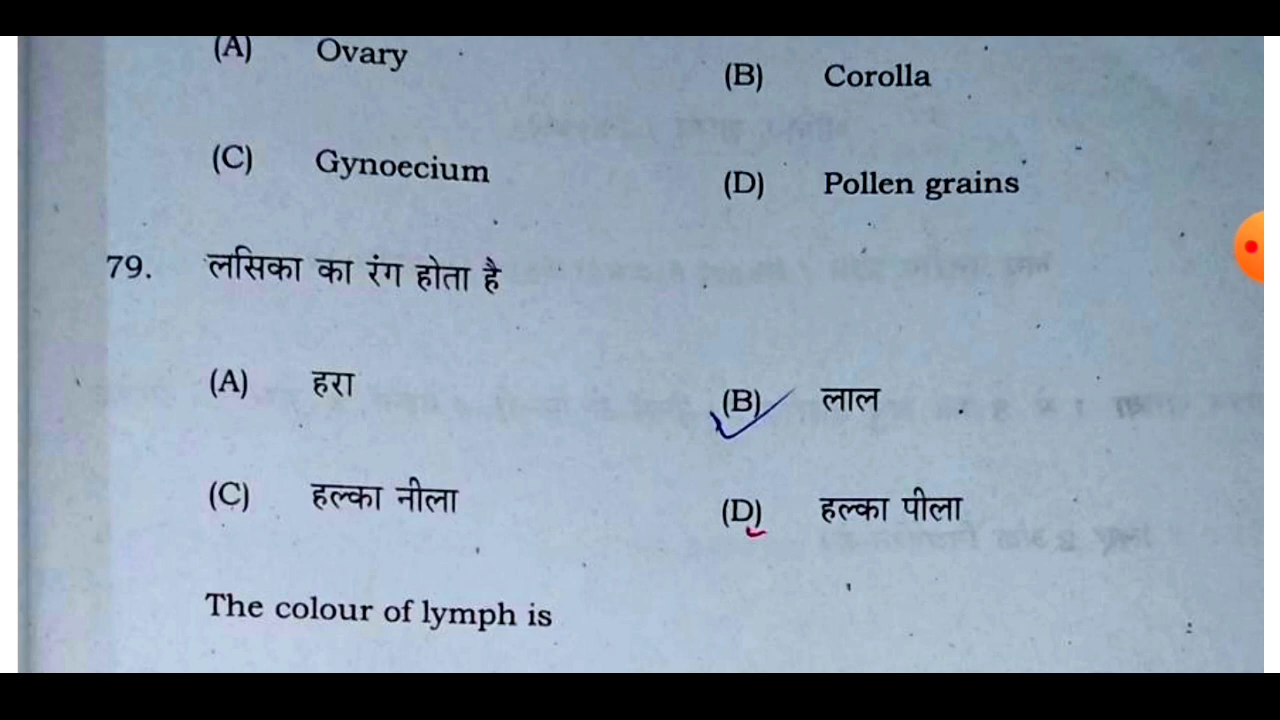 (A) Ovary (B) Corolla
(C) Gynoecium (D) Pollen grains
79. लसिका का रंग होता है
(A) हरा (B) लाल
(C) हल्का नीला (D) हल्का पीला
The colour of lymph is